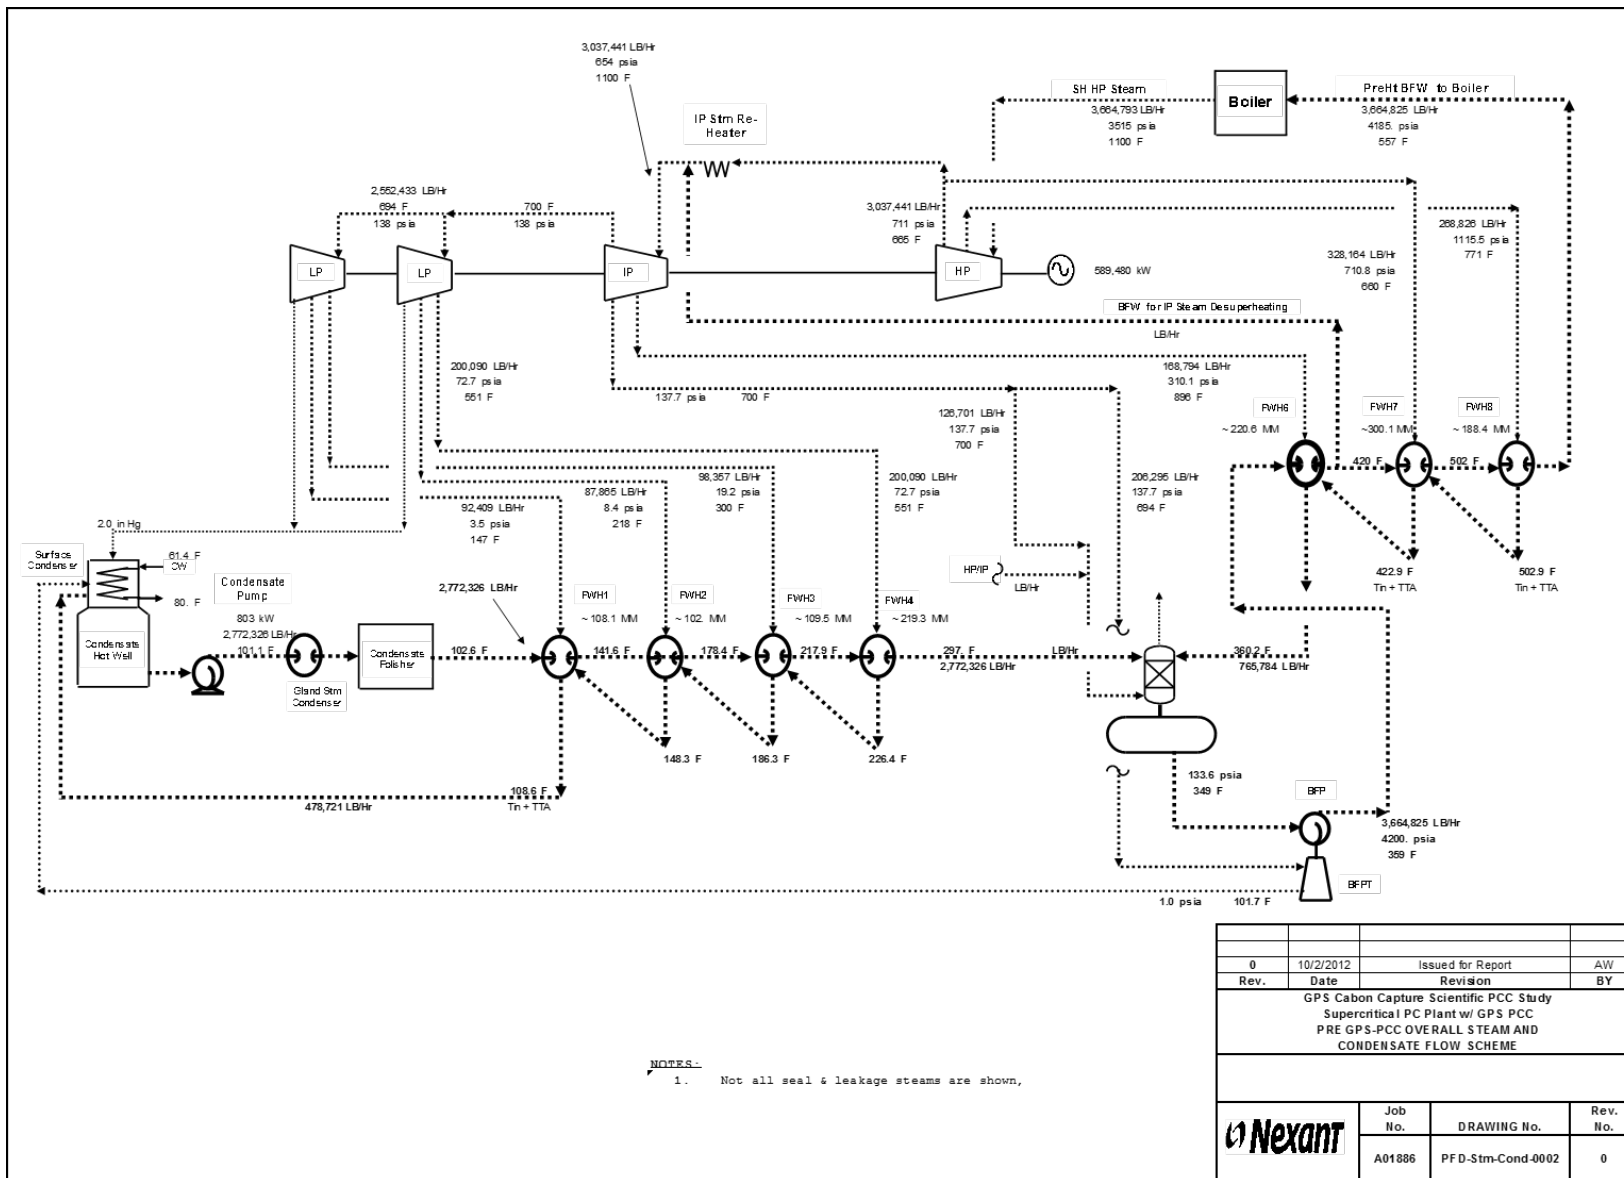 3,037,441 LB/Hr
654 psia
1100 F
SH HP Steam
3,664,793 LB/Hr
3515 psia
1100 F
Boiler
PreHt BFW to Boiler
3,664,825 LB/Hr
4185. psia
557 F
IP Stm Re-
Heater
2,552,433 LB/Hr
694 F
138 psia
700 F
138 psia
3,037,441 LB/Hr
711 psia
665 F
268,826 LB/Hr
1115.5 psia
771 F
328,164 LB/Hr
710.8 psia
660 F
LP
LP
IP
HP
589,480 kW
BFW for IP Steam Desuperheating
LB/Hr
200,090 LB/Hr
72.7 psia
551 F
137.7 psia 700 F
168,794 LB/Hr
310.1 psia
896 F
126,701 LB/Hr
137.7 psia
700 F
FWH6
~ 220.6 MM
FWH7
~300.1 MM
FWH8
~ 188.4 MM
420 F
502 F
98,357 LB/Hr
19.2 psia
300 F
200,090 LB/Hr
72.7 psia
551 F
206,295 LB/Hr
137.7 psia
694 F
87,865 LB/Hr
8.4 psia
218 F
92,409 LB/Hr
3.5 psia
147 F
2.0 in Hg
Surface
Condenser
61.4 F
CW
80. F
Condensate
Pump
803 kW
2,772,326 LB/Hr
101.1 F
Condensate
Hot Well
Gland Stm
Condenser
Condensate
Polisher
102.6 F
2,772,326 LB/Hr
FWH1
~ 108.1 MM
FWH2
~ 102. MM
FWH3
~ 109.5 MM
FWH4
~ 219.3 MM
141.6 F
178.4 F
217.9 F
297. F
2,772,326 LB/Hr
LB/Hr
HP/IP
LB/Hr
422.9 F
Tin + TTA
502.9 F
Tin + TTA
360.2 F
765,784 LB/Hr
148.3 F
186.3 F
226.4 F
108.6 F
Tin + TTA
478,721 LB/Hr
133.6 psia
349 F
BFP
3,664,825 LB/Hr
4200. psia
359 F
BFPT
1.0 psia 101.7 F
NOTES:
1. Not all seal & leakage steams are shown,
0 10/2/2012 Issued for Report AW
Rev. Date Revision BY
GPS Cabon Capture Scientific PCC Study
Supercritical PC Plant w/ GPS PCC
PRE GPS-PCC OVERALL STEAM AND
CONDENSATE FLOW SCHEME
Nexant
Job
No.
DRAWING No.
Rev.
No.
A01886 PFD-Stm-Cond-0002 0